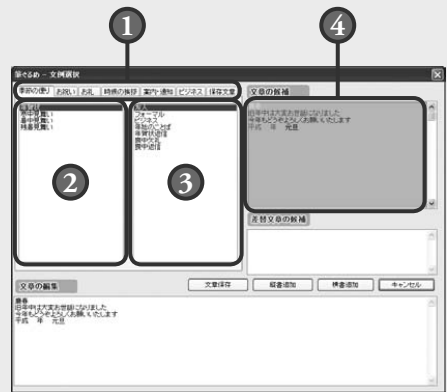 1
4
筆ぐるめ - 文例選択
季節の便り お祝い お礼 時候の挨拶 案内・通知 ビジネス 保存文章
文章の候補
年賀状
寒中見舞い
暑中見舞い
残暑見舞い
友人
フォーマル
ビジネス
年始のことば
年賀状返信
喪中欠礼
喪中返信
旧年中は大変お世話になりました
今年もどうぞよろしくお願いいたします
平成 年 元旦
2
3
差替文章の候補
文章の編集
文章保存
縦書追加
横書追加
キャンセル
旧年中は大変お世話になりました
今年もどうぞよろしくお願いいたします
平成 年 元旦